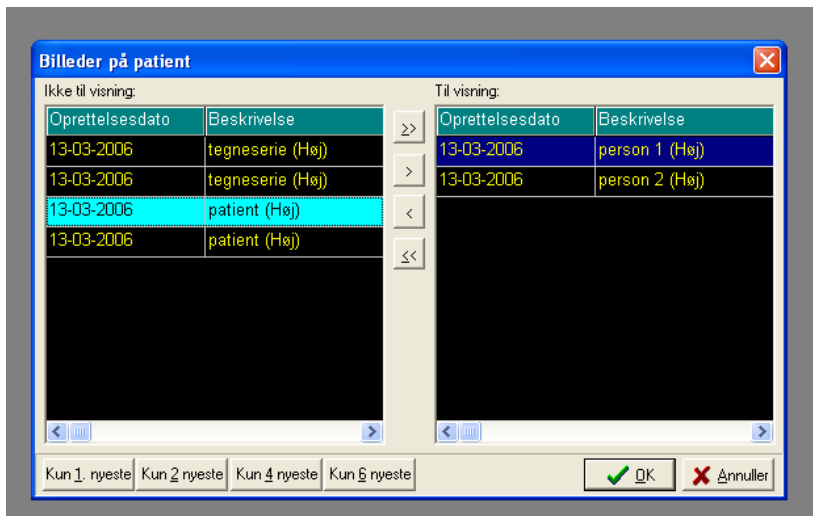 Billeder på patient
Ikke til visning:
Oprettelsesdato Beskrivelse
13-03-2006 tegneserie (Høj)
13-03-2006 tegneserie (Høj)
13-03-2006 patient (Høj)
13-03-2006 patient (Høj)
>>
>
<
<<
Til visning:
Oprettelsesdato Beskrivelse
13-03-2006 person 1 (Høj)
13-03-2006 person 2 (Høj)
Kun 1. nyeste Kun 2 nyeste Kun 4 nyeste Kun 6 nyeste OK Annuller